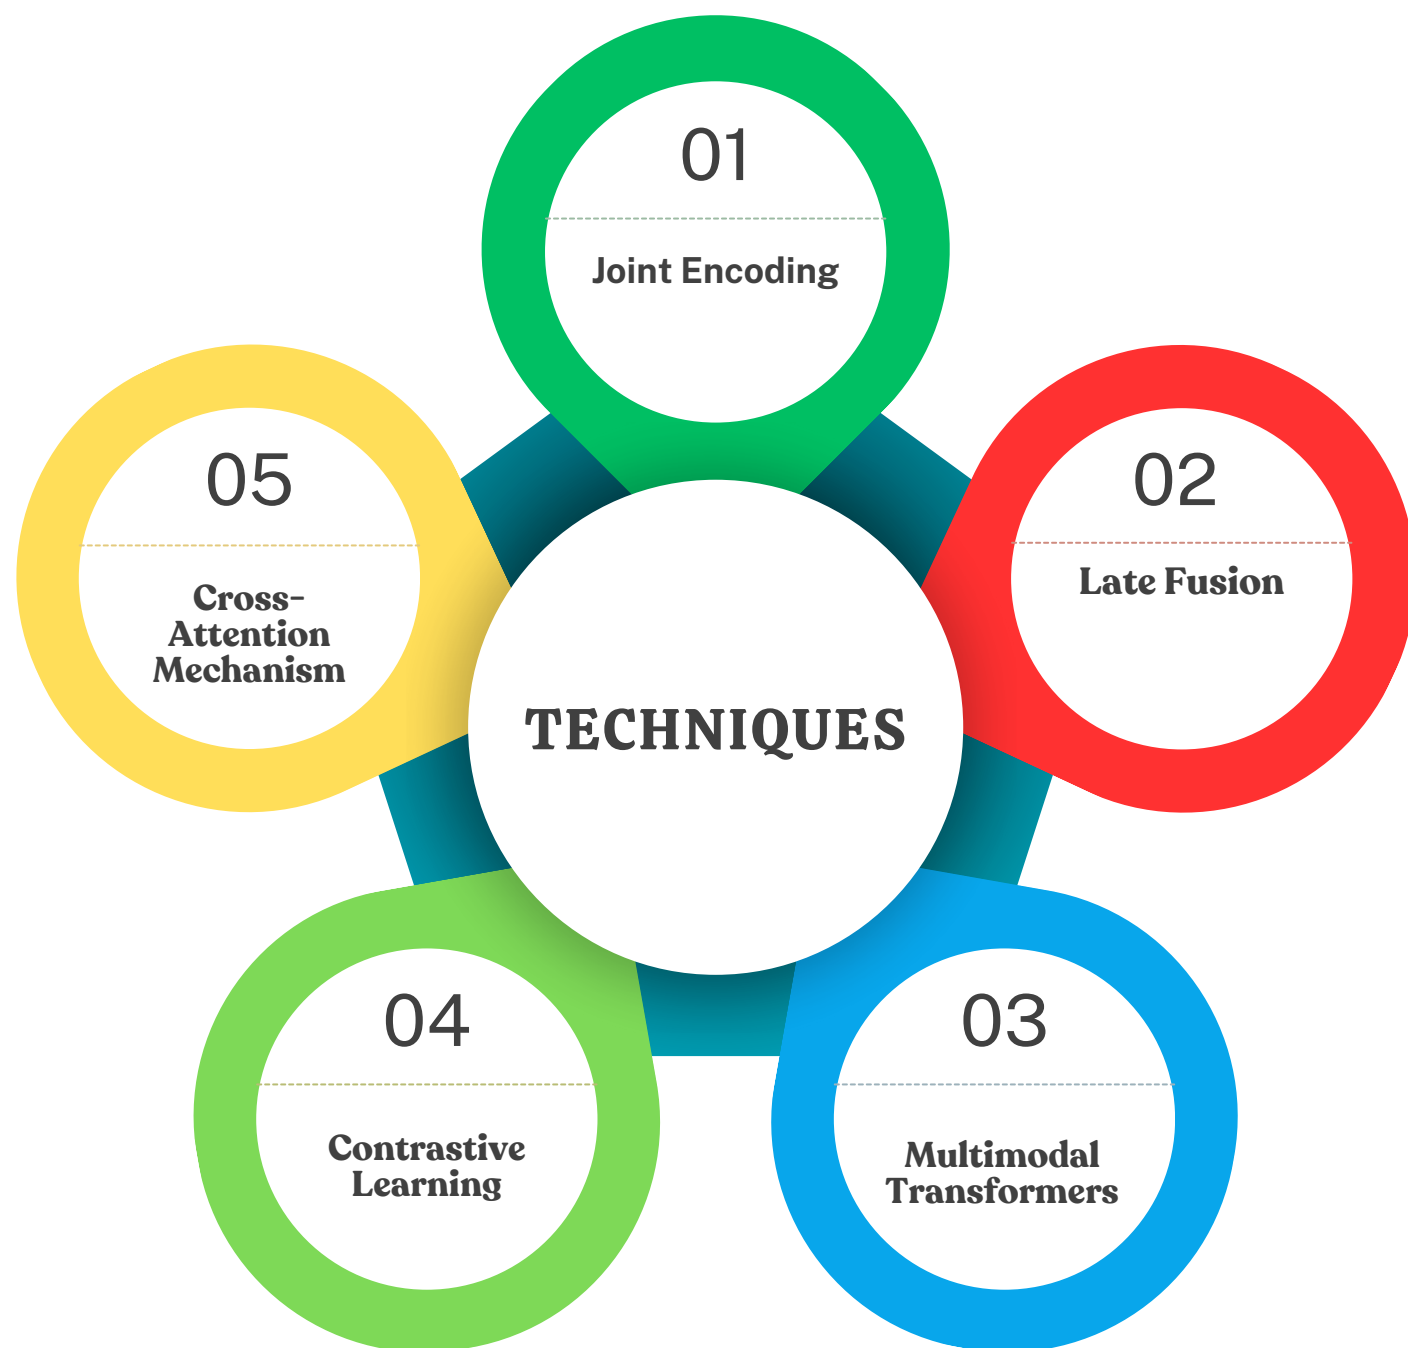 01
Joint Encoding
02
Late Fusion
03
Multimodal
Transformers
04
Contrastive
Learning
05
Cross-
Attention
Mechanism
TECHNIQUES